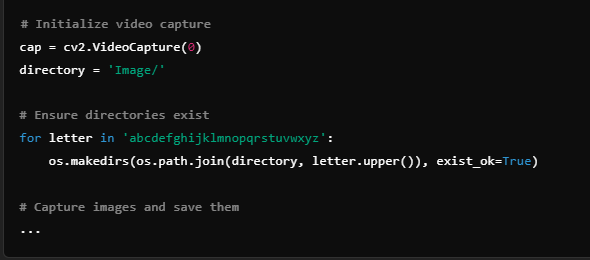 # Initialize video capture
cap = cv2.VideoCapture(0)
directory = 'Image/'
# Ensure directories exist
for letter in 'abcdefghijklmnopqrstuvwxyz':
    os.makedirs(os.path.join(directory, letter.upper()), exist_ok=True)
# Capture images and save them
...